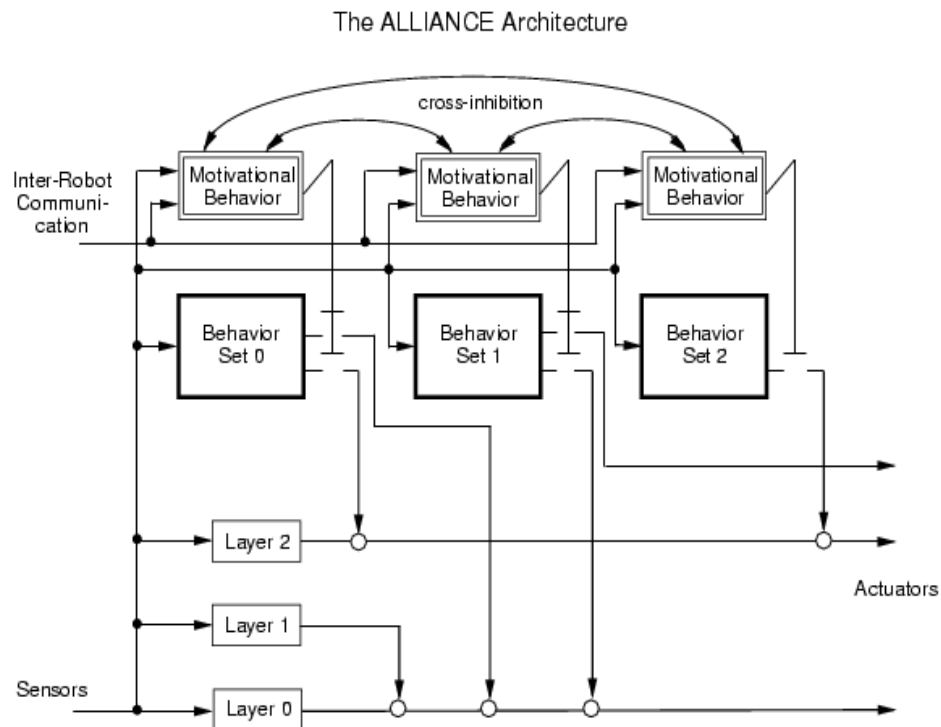 The ALLIANCE Architecture
cross-inhibition
Inter-Robot
Communi-
cation
Motivational
Behavior
Motivational
Behavior
Motivational
Behavior
Behavior
Set 0
Behavior
Set 1
Behavior
Set 2
Layer 2
Actuators
Layer 1
Sensors
Layer 0